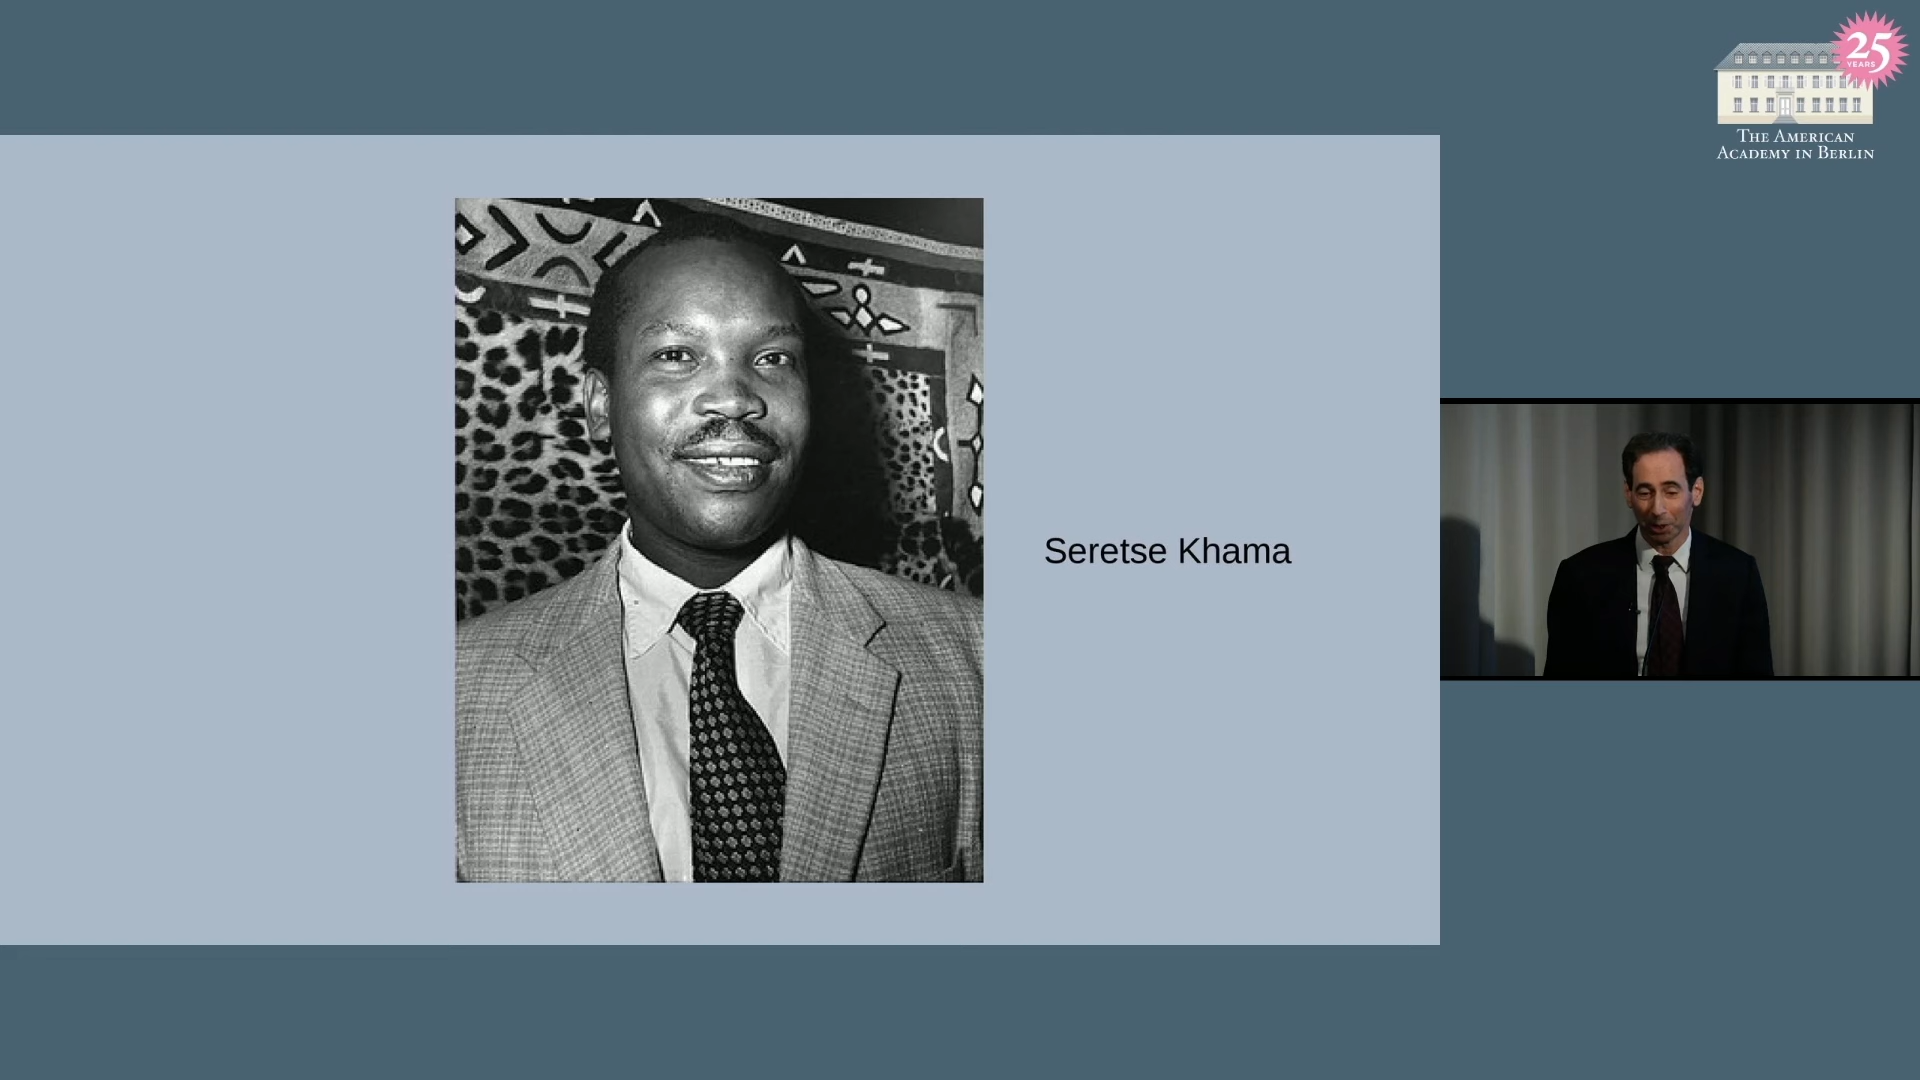 25
YEARS
THE AMERICAN
ACADEMY IN BERLIN
Seretse Khama